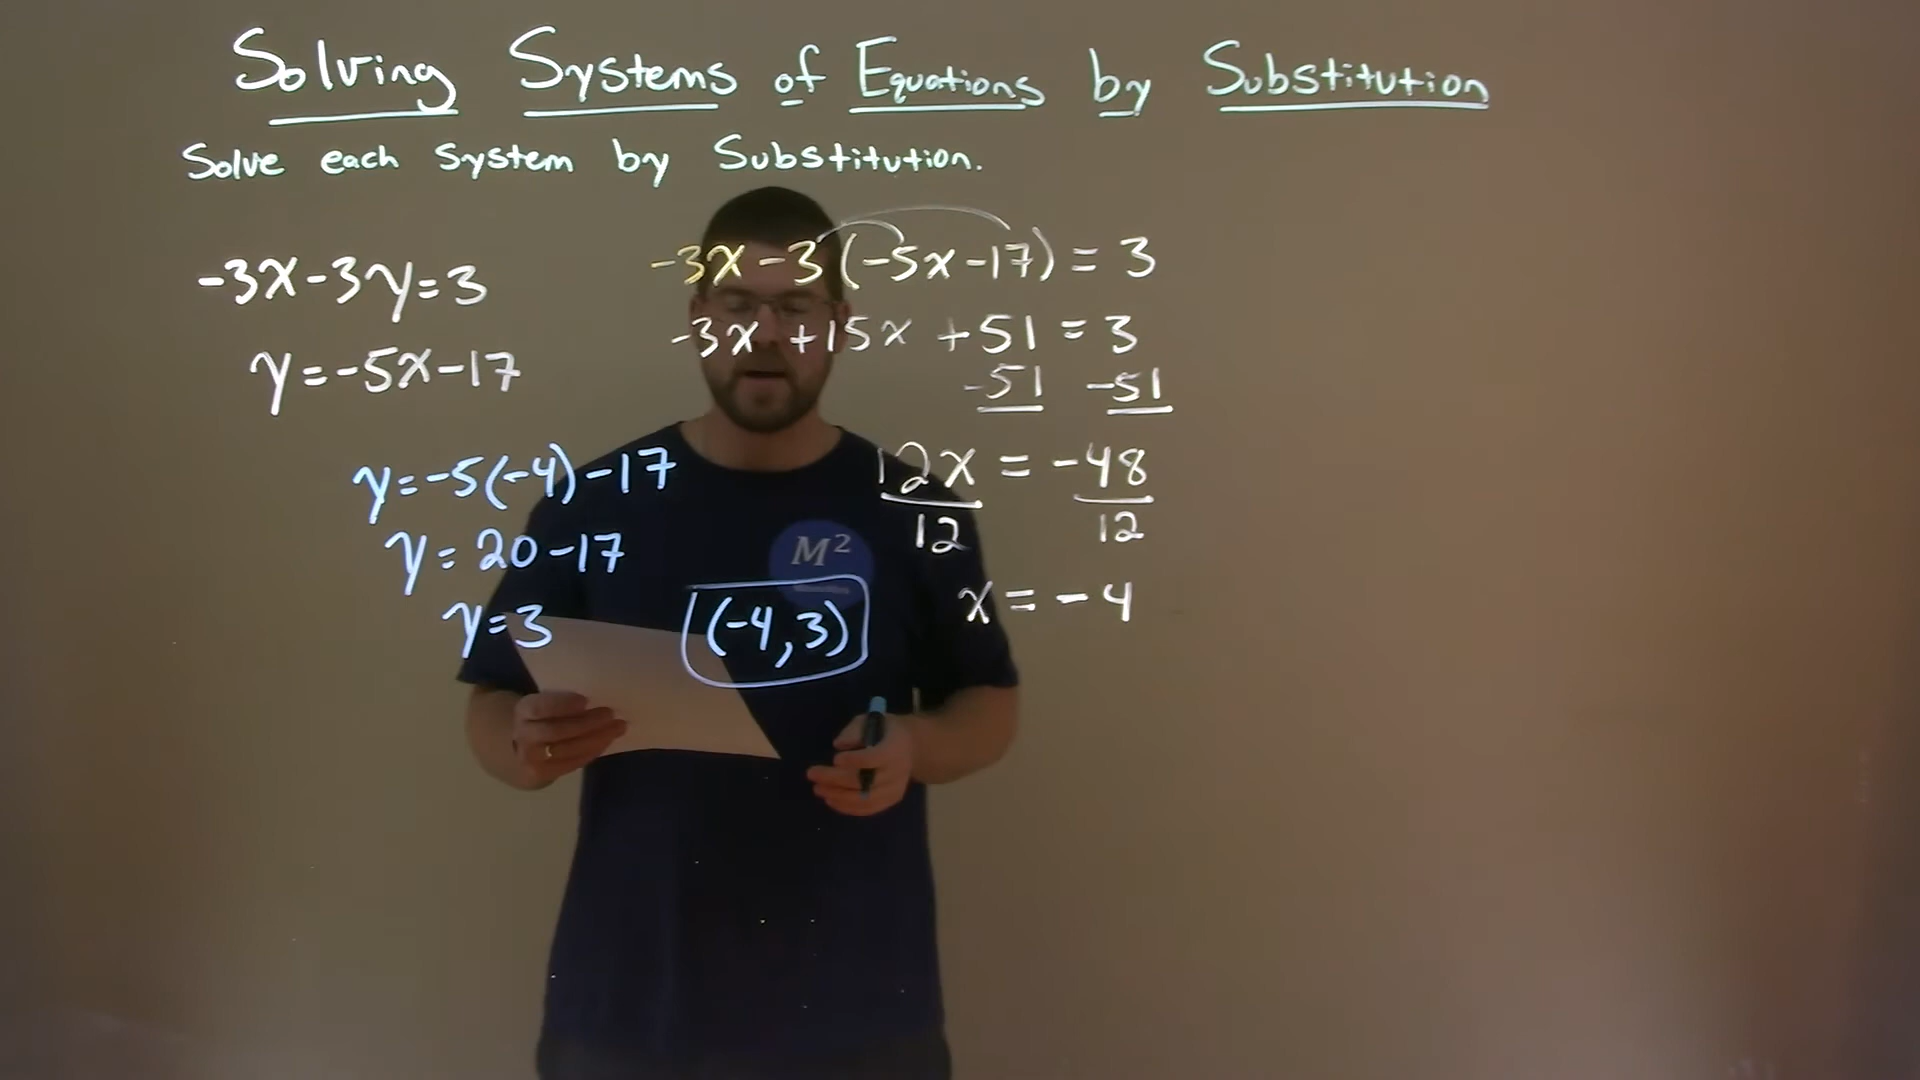 Solving Systems of Equations by Substitution
Solve each System by Substitution.
-3x-3y=3
y=-5x-17
-3x-3(-5x-17)=3
-3x+15x+51=3
-51 -51
12x=-48
12 12
x=-4
y=-5(-4)-17
y=20-17
y=3
(-4,3)
M²